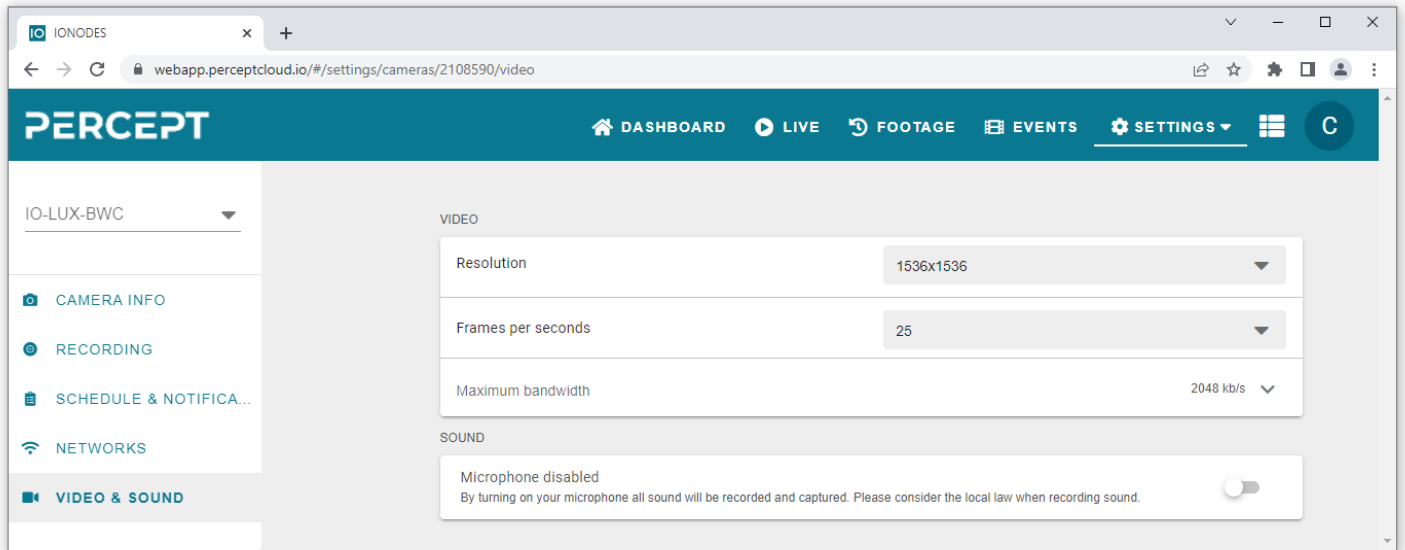 IO IONODES
webapp.perceptcloud.io/#/settings/cameras/2108590/video
PERCEPT
DASHBOARD LIVE FOOTAGE EVENTS SETTINGS C
IO-LUX-BWC
CAMERA INFO
RECORDING
SCHEDULE & NOTIFICA...
NETWORKS
VIDEO & SOUND
VIDEO
Resolution 1536x1536
Frames per seconds 25
Maximum bandwidth 2048 kb/s
SOUND
Microphone disabled
By turning on your microphone all sound will be recorded and captured. Please consider the local law when recording sound.